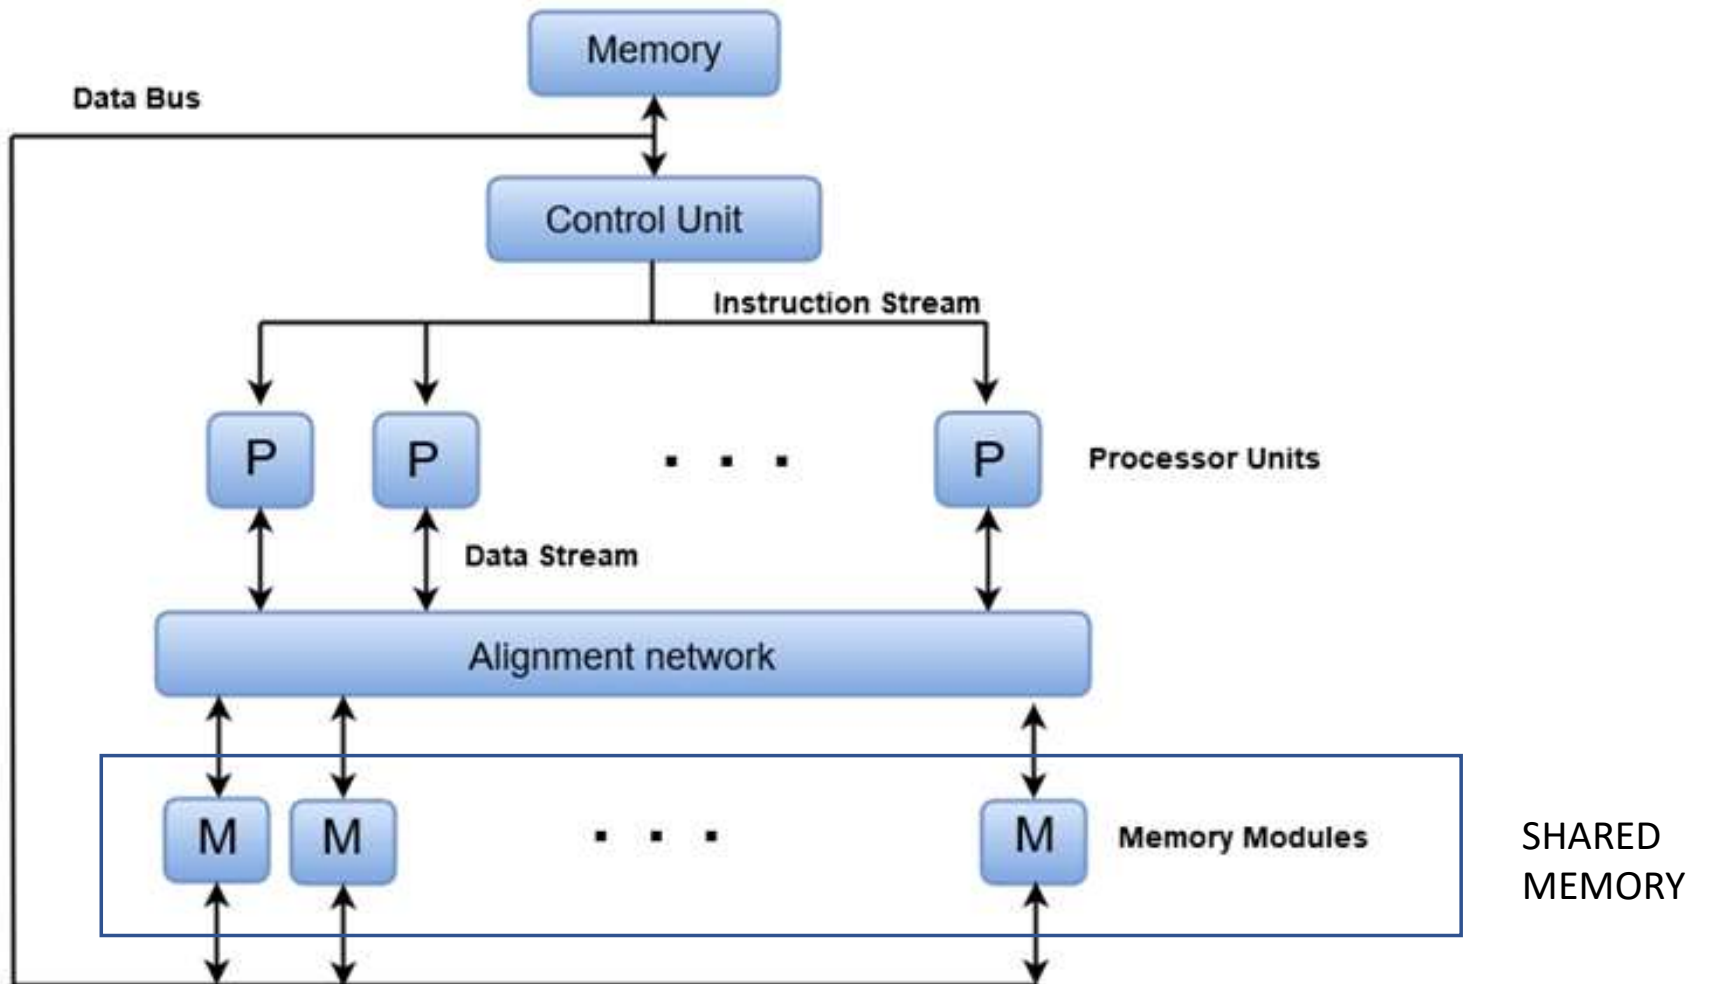 Memory
Data Bus
Control Unit
Instruction Stream
P
P
P
Processor Units
Data Stream
Alignment network
M
M
M
Memory Modules
SHARED
MEMORY